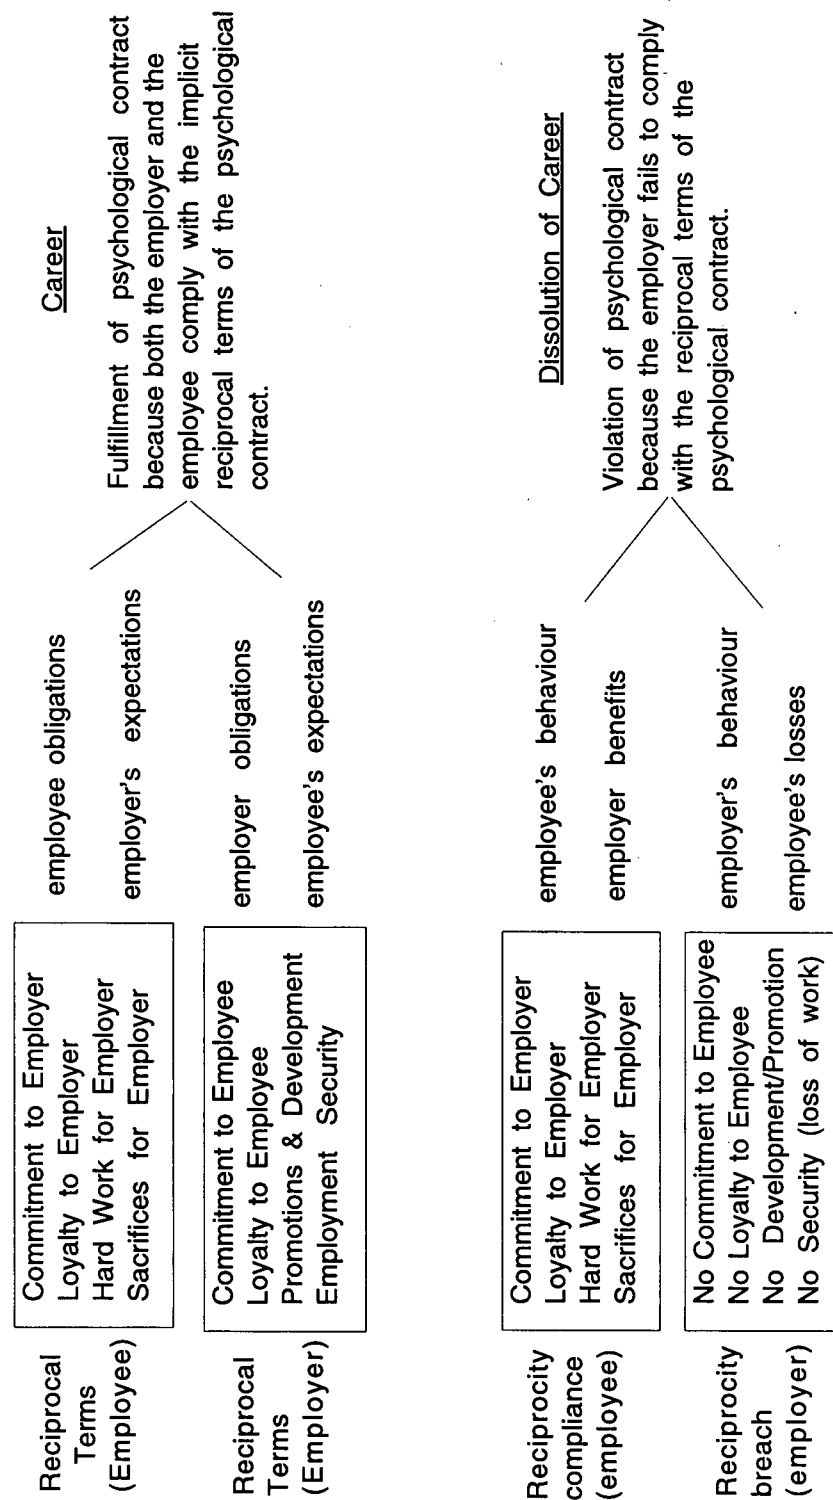 Reciprocal
Terms
(Employee)
Commitment to Employer
Loyalty to Employer
Hard Work for Employer
Sacrifices for Employer
employee obligations
employer's expectations
Reciprocal
Terms
(Employer)
Commitment to Employee
Loyalty to Employee
Promotions & Development
Employment Security
employer obligations
employee's expectations
Career
Fulfillment of psychological contract
because both the employer and the
employee comply with the implicit
reciprocal terms of the psychological
contract.
Reciprocity
compliance
(employee)
Commitment to Employer
Loyalty to Employer
Hard Work for Employer
Sacrifices for Employer
employee's behaviour
employer benefits
Reciprocity
breach
(employer)
No Commitment to Employee
No Loyalty to Employee
No Development/Promotion
No Security (loss of work)
employer's behaviour
employee's losses
Dissolution of Career
Violation of psychological contract
because the employer fails to comply
with the reciprocal terms of the
psychological contract.